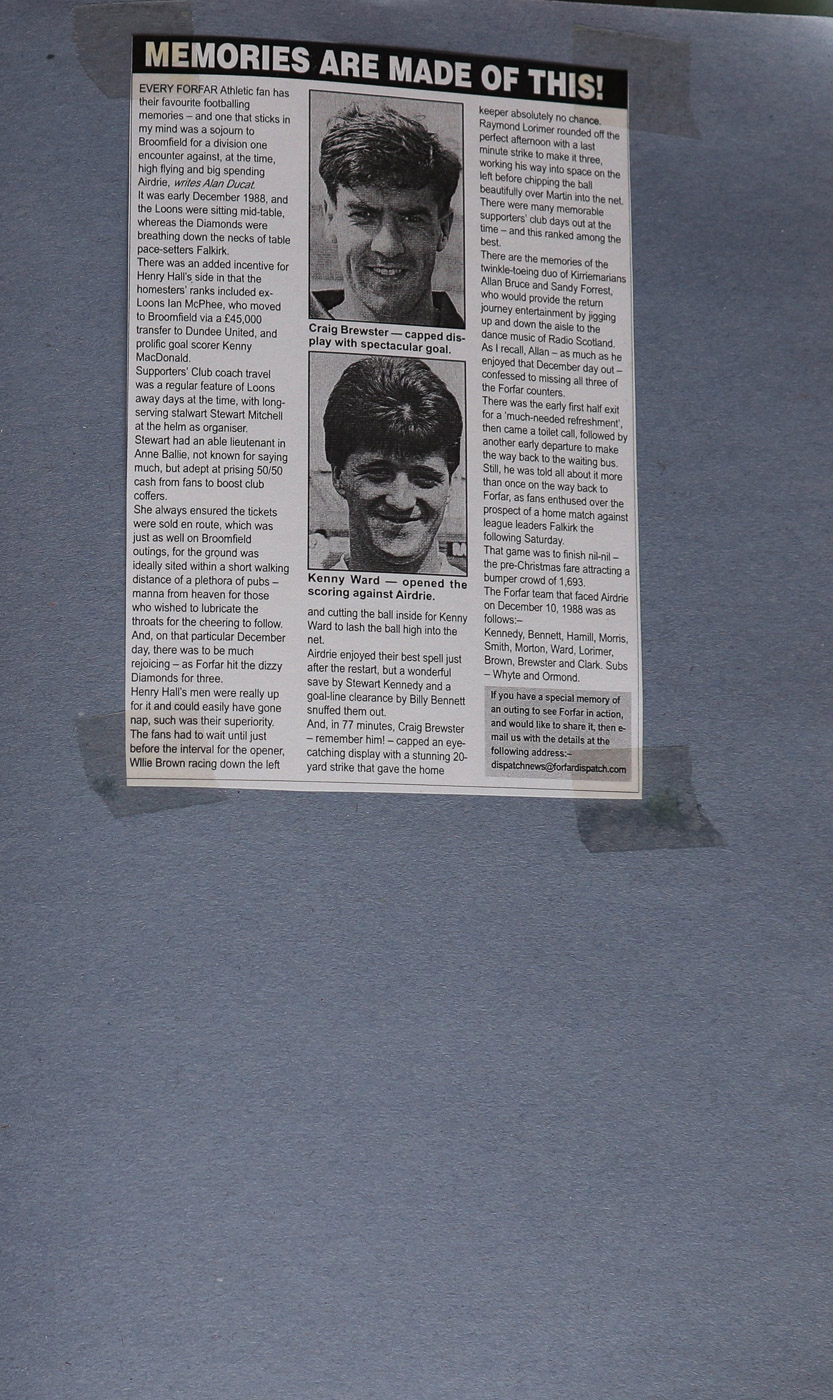 MEMORIES ARE MADE OF THIS!
EVERY FORFAR Athletic fan has
their favourite footballing
memories – and one that sticks in
my mind was a sojourn to
Broomfield for a division one
encounter against, at the time,
high flying and big spending
Airdrie, writes Alan Ducat.
It was early December 1988, and
the Loons were sitting mid-table,
whereas the Diamonds were
breathing down the necks of table
pace-setters Falkirk.
There was an added incentive for
Henry Hall's side in that the
homesters' ranks included ex-
Loons Ian McPhee, who moved
to Broomfield via a £45,000
transfer to Dundee United, and
prolific goal scorer Kenny
MacDonald.
Supporters' Club coach travel
was a regular feature of Loons
away days at the time, with long-
serving stalwart Stewart Mitchell
at the helm as organiser.
Stewart had an able lieutenant in
Anne Ballie, not known for saying
much, but adept at prising 50/50
cash from fans to boost club
coffers.
She always ensured the tickets
were sold en route, which was
just as well on Broomfield
outings, for the ground was
ideally sited within a short walking
distance of a plethora of pubs –
manna from heaven for those
who wished to lubricate the
throats for the cheering to follow.
And, on that particular December
day, there was to be much
rejoicing – as Forfar hit the dizzy
Diamonds for three.
Henry Hall's men were really up
for it and could easily have gone
nap, such was their superiority.
The fans had to wait until just
before the interval for the opener,
Wllie Brown racing down the left
Craig Brewster — capped dis-
play with spectacular goal.
Kenny Ward — opened the
scoring against Airdrie.
and cutting the ball inside for Kenny
Ward to lash the ball high into the
net.
Airdrie enjoyed their best spell just
after the restart, but a wonderful
save by Stewart Kennedy and a
goal-line clearance by Billy Bennett
snuffed them out.
And, in 77 minutes, Craig Brewster
– remember him! – capped an eye-
catching display with a stunning 20-
yard strike that gave the home
keeper absolutely no chance.
Raymond Lorimer rounded off the
perfect afternoon with a last
minute strike to make it three,
working his way into space on the
left before chipping the ball
beautifully over Martin into the net.
There were many memorable
supporters' club days out at the
time – and this ranked among the
best.
There are the memories of the
twinkle-toeing duo of Kirriemarians
Allan Bruce and Sandy Forrest,
who would provide the return
journey entertainment by jigging
up and down the aisle to the
dance music of Radio Scotland.
As I recall, Allan – as much as he
enjoyed that December day out –
confessed to missing all three of
the Forfar counters.
There was the early first half exit
for a 'much-needed refreshment',
then came a toilet call, followed by
another early departure to make
the way back to the waiting bus.
Still, he was told all about it more
than once on the way back to
Forfar, as fans enthused over the
prospect of a home match against
league leaders Falkirk the
following Saturday.
That game was to finish nil-nil –
the pre-Christmas fare attracting a
bumper crowd of 1,693.
The Forfar team that faced Airdrie
on December 10, 1988 was as
follows:–
Kennedy, Bennett, Hamill, Morris,
Smith, Morton, Ward, Lorimer,
Brown, Brewster and Clark. Subs
– Whyte and Ormond.
If you have a special memory of
an outing to see Forfar in action,
and would like to share it, then e-
mail us with the details at the
following address:–
dispatchnews@forfardispatch.com